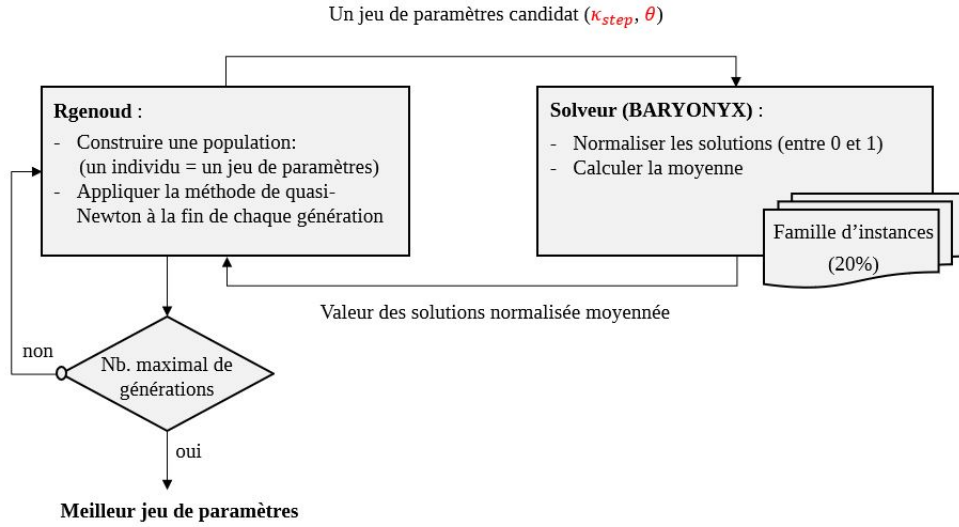 Un jeu de paramètres candidat (κ_step, θ)
Rgenoud :
- Construire une population:
(un individu = un jeu de paramètres)
- Appliquer la méthode de quasi-
Newton à la fin de chaque génération
Solveur (BARYONYX) :
- Normaliser les solutions (entre 0 et 1)
- Calculer la moyenne
Famille d’instances
(20%)
Valeur des solutions normalisée moyennée
non
Nb. maximal de
générations
oui
Meilleur jeu de paramètres